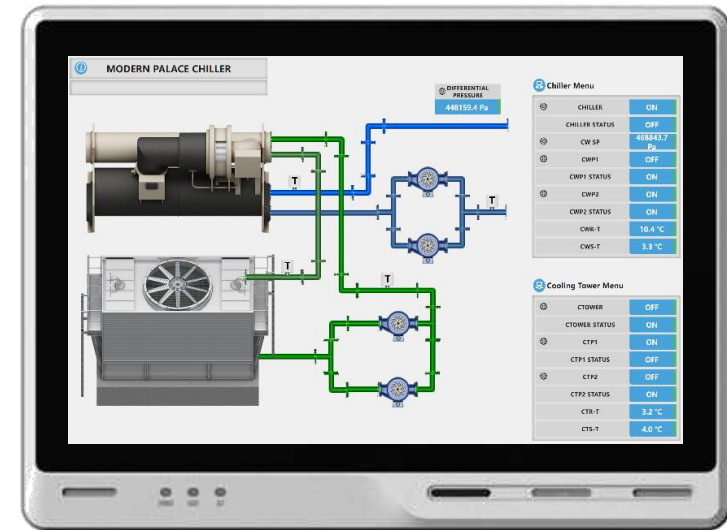 MODERN PALACE CHILLER
DIFFERENTIAL
PRESSURE
448159.4 Pa
T
T
T
T
Chiller Menu
CHILLER ON
CHILLER STATUS OFF
CW SP 468843.7 Pa
CWP1 OFF
CWP1 STATUS ON
CWP2 ON
CWP2 STATUS ON
CWR-T 10.4 °C
CWS-T 3.3 °C
Cooling Tower Menu
CTOWER OFF
CTOWER STATUS ON
CTP1 ON
CTP1 STATUS OFF
CTP2 OFF
CTP2 STATUS ON
CTR-T 3.2 °C
CTS-T 4.0 °C